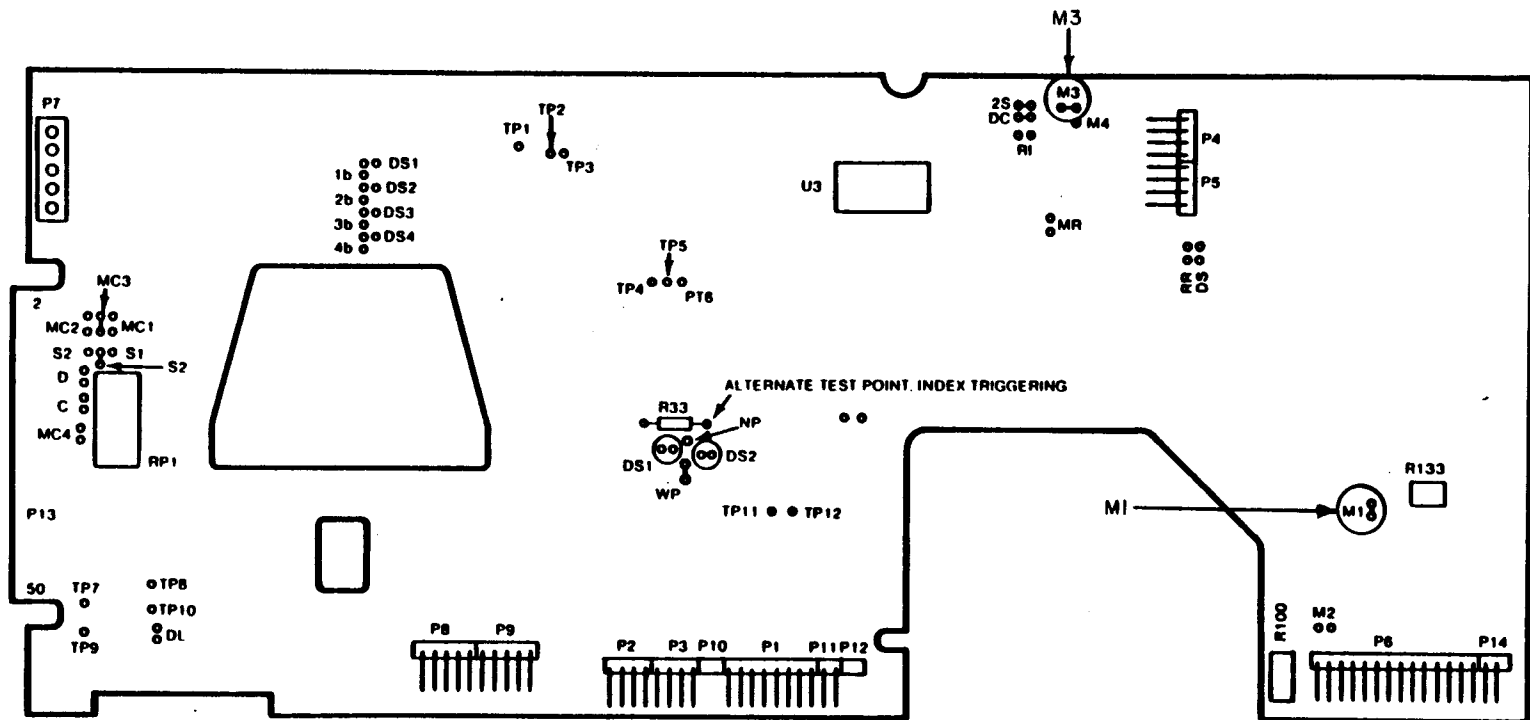 M3
P7
TP2
TP1
TP3
DS1
1b
DS2
2b
DS3
3b
DS4
4b
2S
M3
DC
M4
RI
P4
U3
P5
MR
TP5
TP4
PT6
RR
DS
MC3
2
MC2
MC1
S2
S1
S2
D
C
MC4
RP1
ALTERNATE TEST POINT. INDEX TRIGGERING
R33
NP
DS1
DS2
WP
R133
P13
TP11
TP12
M1
M1
50
TP7
TP8
TP10
TP9
DL
P8
P9
P2
P3
P10
P1
P11
P12
R100
M2
P6
P14